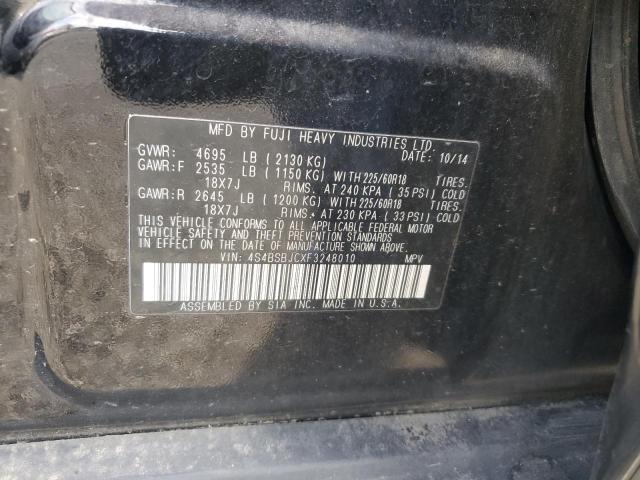 MFD BY FUJI HEAVY INDUSTRIES LTD.
GVWR: 4695 LB (2130 KG) DATE: 10/14
GAWR:F 2535 LB (1150 KG) WITH 225/60R18 TIRES.
18X7J RIMS. AT 240 KPA (35 PSI) COLD
GAWR:R 2645 LB (1200 KG) WITH 225/60R18 TIRES.
18X7J RIMS. AT 230 KPA (33 PSI) COLD
THIS VEHICLE CONFORMS TO ALL APPLICABLE FEDERAL MOTOR
VEHICLE SAFETY AND THEFT PREVENTION STANDARDS
IN EFFECT ON THE DATE OF MANUFACTURE SHOWN ABOVE.
VIN: 4S4BSBJCXF3248010 MPV
ASSEMBLED BY SIA INC. MADE IN U.S.A.